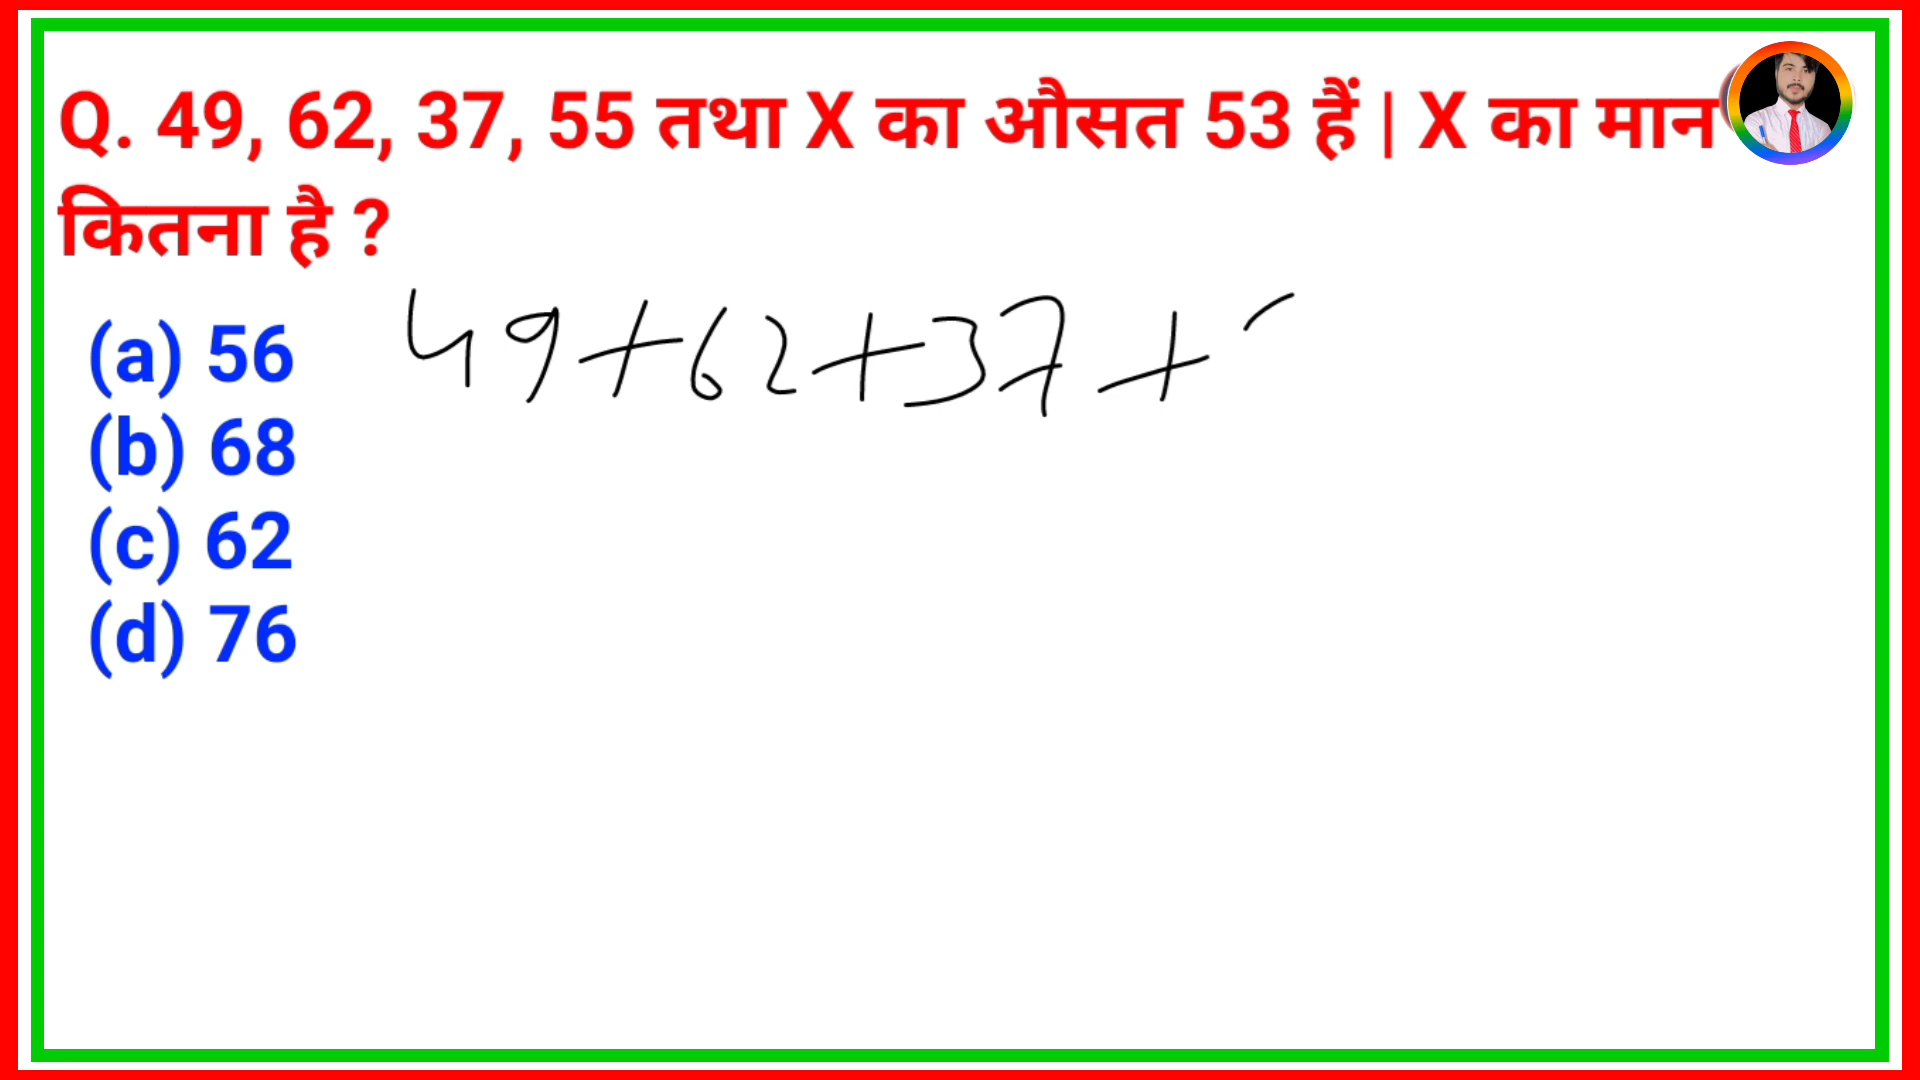 Q. 49, 62, 37, 55 तथा X का औसत 53 हैं | X का मान
कितना है ?
(a) 56
49+62+37+
(b) 68
(c) 62
(d) 76